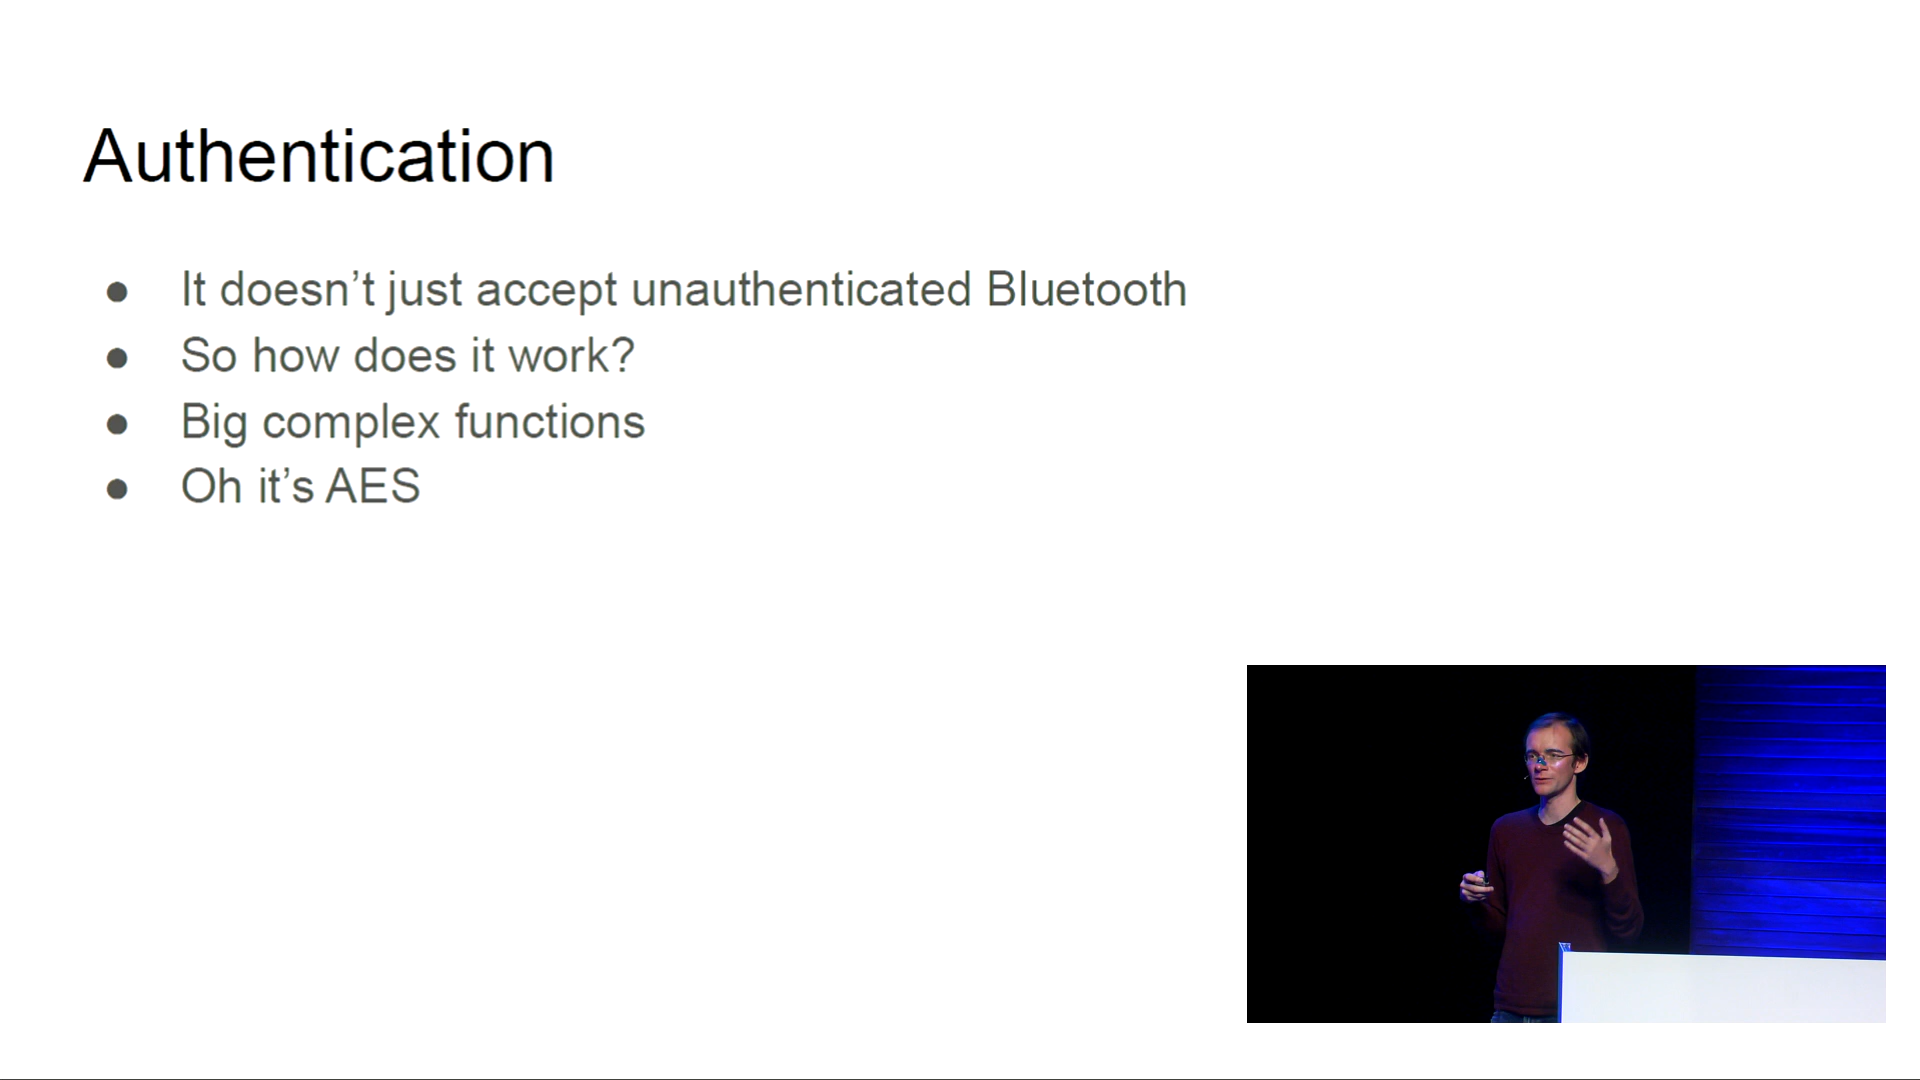 Authentication
● It doesn’t just accept unauthenticated Bluetooth
● So how does it work?
● Big complex functions
● Oh it’s AES